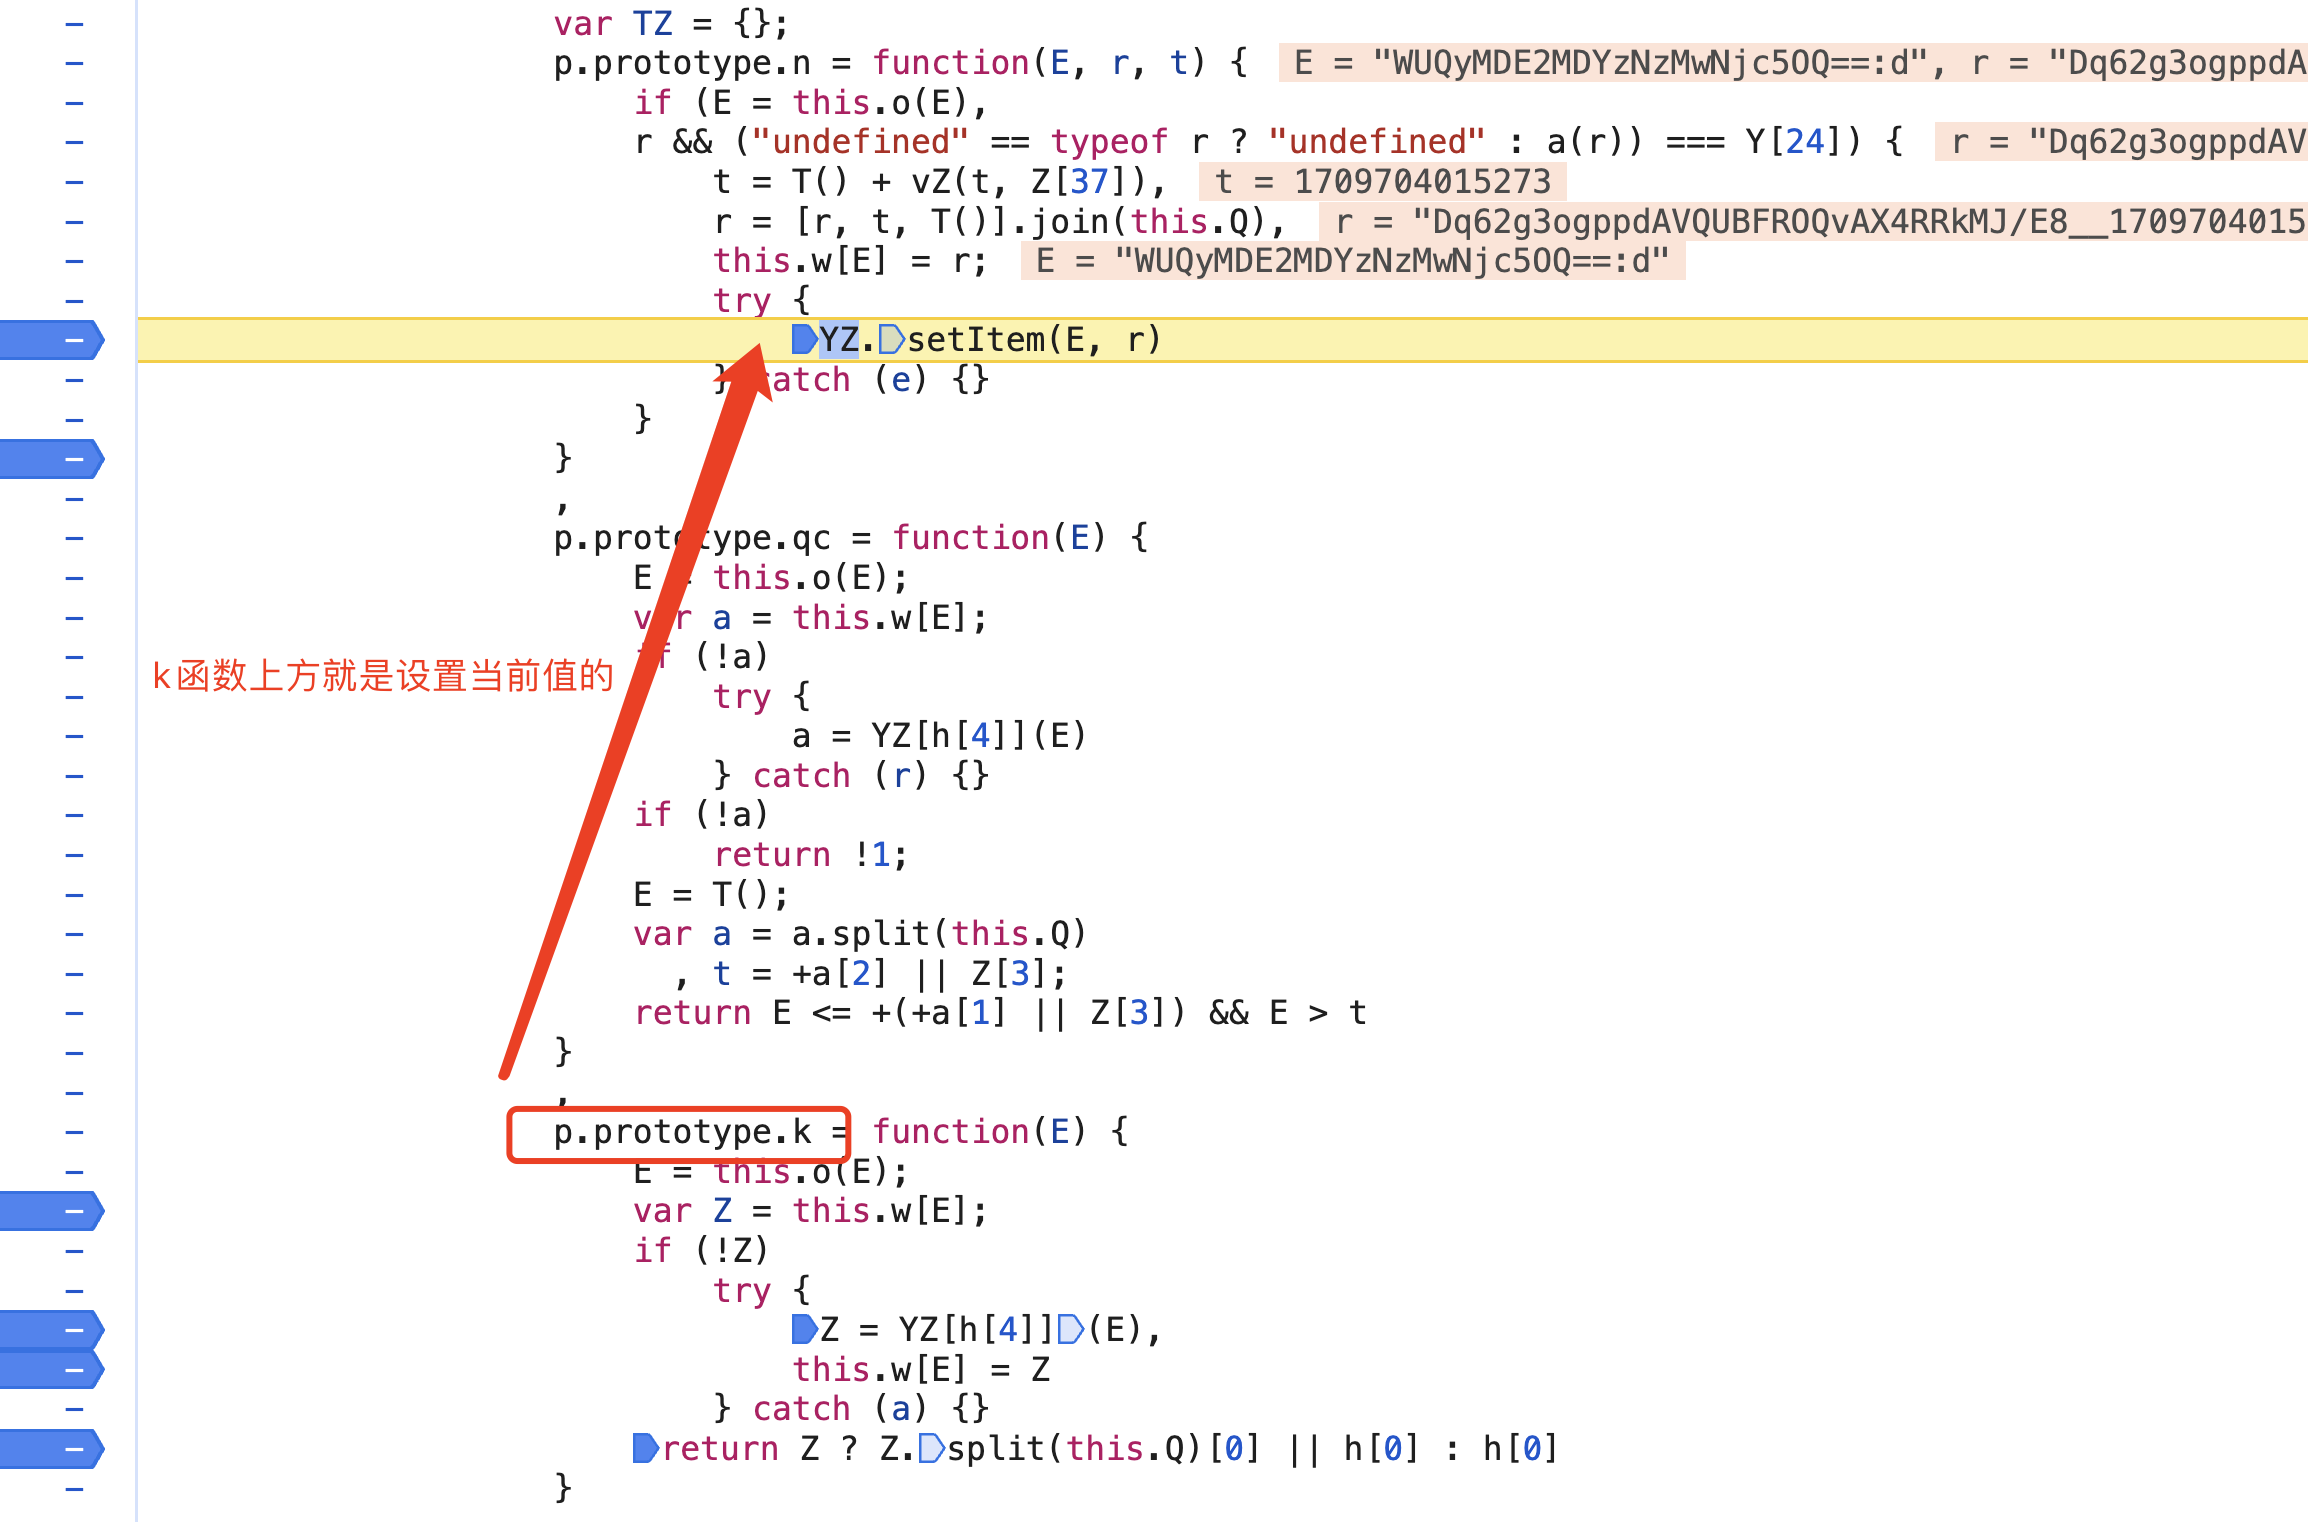 var TZ = {};
p.prototype.n = function(E, r, t) { E = "WUQyMDE2MDYzNzMwNjc5OQ==:d", r = "Dq62g3ogppdA
if (E = this.o(E),
r && ("undefined" == typeof r ? "undefined" : a(r)) === Y[24]) { r = "Dq62g3ogppdAV
t = T() + vZ(t, Z[37]), t = 1709704015273
r = [r, t, T()].join(this.Q), r = "Dq62g3ogppdAVQUBFROQvAX4RRkMJ/E8__1709704015
this.w[E] = r; E = "WUQyMDE2MDYzNzMwNjc5OQ==:d"
try {
YZ.setItem(E, r)
} catch (e) {}
}
}
,
p.prototype.qc = function(E) {
E = this.o(E);
var a = this.w[E];
if (!a)
k函数上方就是设置当前值的
try {
a = YZ[h[4]](E)
} catch (r) {}
if (!a)
return !1;
E = T();
var a = a.split(this.Q)
, t = +a[2] || Z[3];
return E <= +(+a[1] || Z[3]) && E > t
}
,
p.prototype.k = function(E) {
E = this.o(E);
var Z = this.w[E];
if (!Z)
try {
Z = YZ[h[4]](E),
this.w[E] = Z
} catch (a) {}
return Z ? Z.split(this.Q)[0] || h[0] : h[0]
}